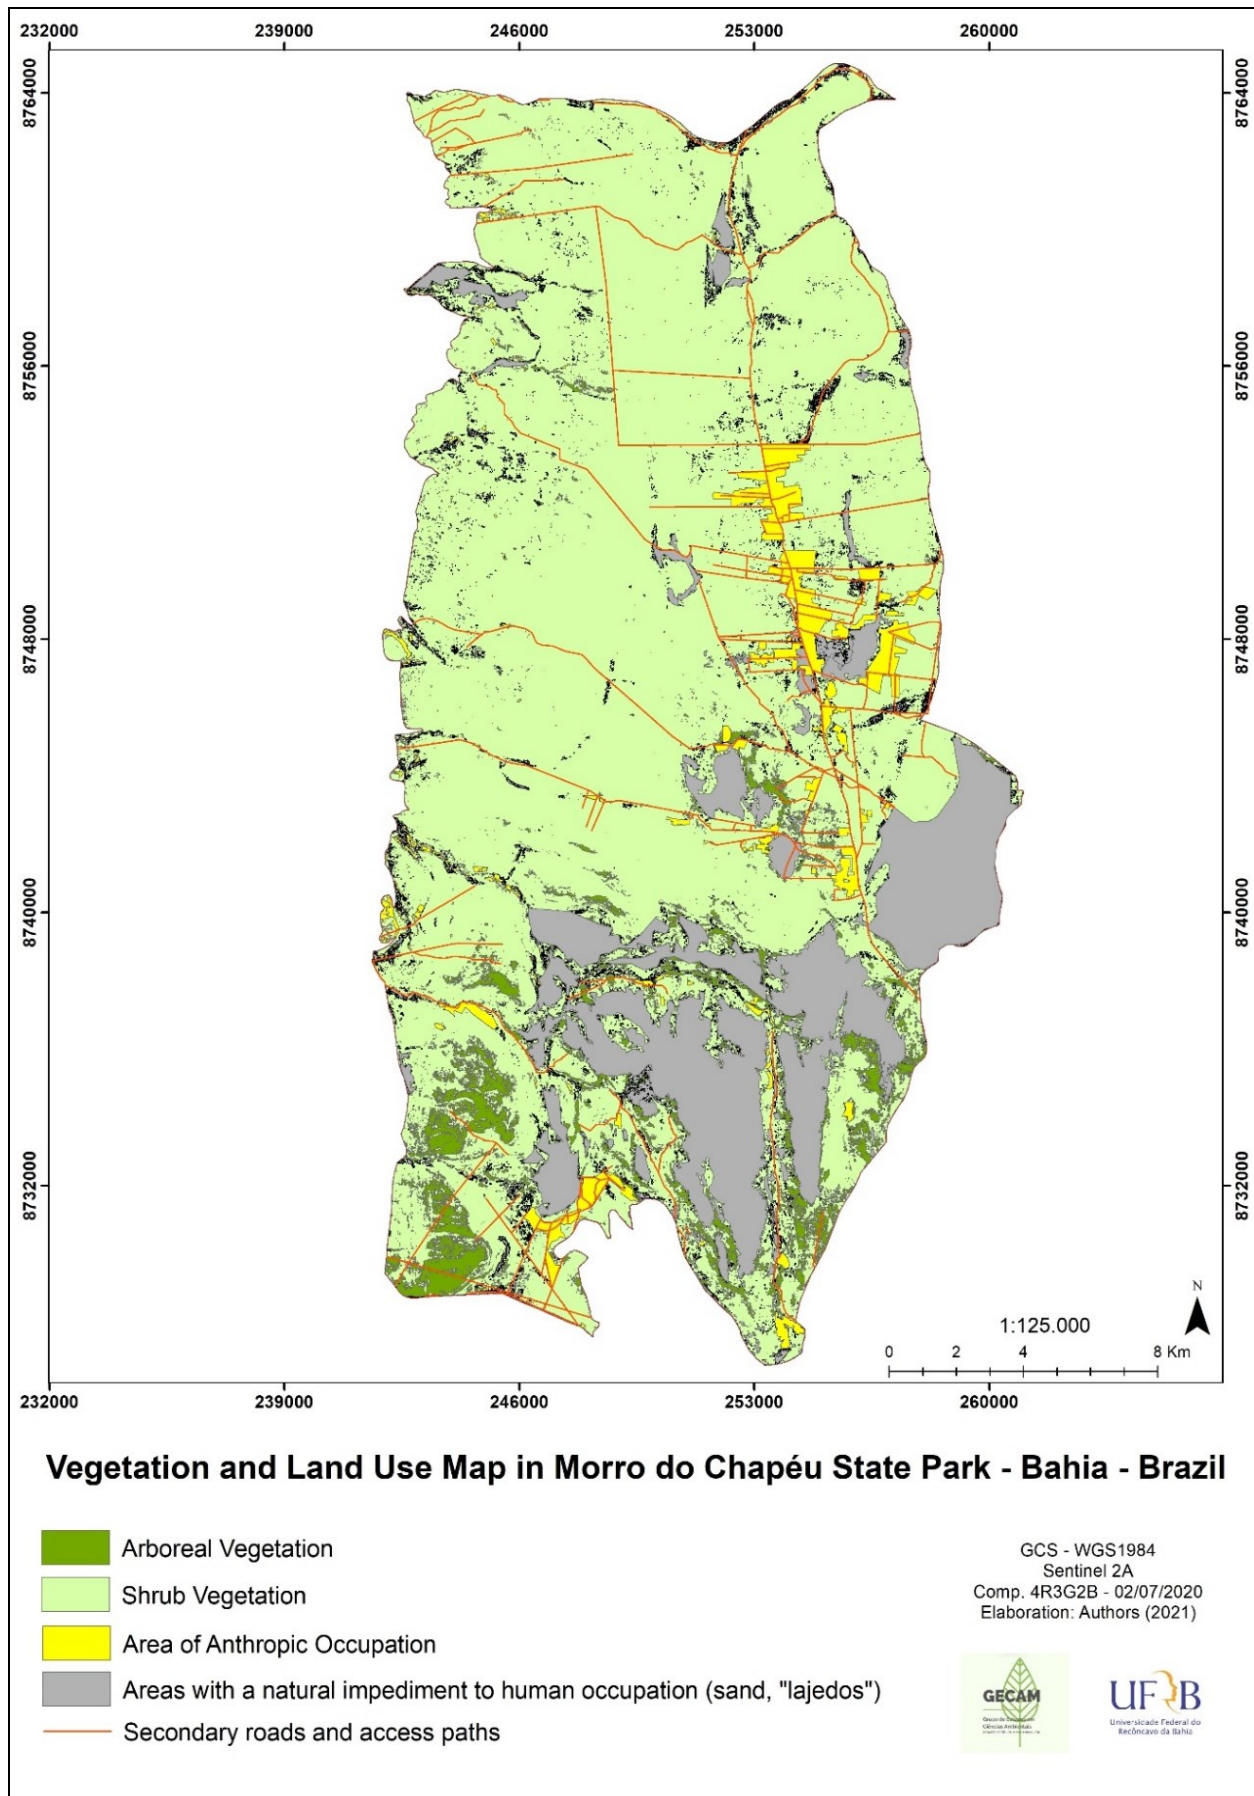 232000 239000 246000 253000 260000
8764000 8764000
8756000 8756000
8748000 8748000
8740000 8740000
8732000 8732000
N
1:125.000
0 2 4 8 Km
232000 239000 246000 253000 260000
Vegetation and Land Use Map in Morro do Chapéu State Park - Bahia - Brazil
Arboreal Vegetation
Shrub Vegetation
Area of Anthropic Occupation
Areas with a natural impediment to human occupation (sand, "lajedos")
Secondary roads and access paths
GCS - WGS1984
Sentinel 2A
Comp. 4R3G2B - 02/07/2020
Elaboration: Authors (2021)
GECAM
Ciências Ambientais
UFRB
Universidade Federal do
Recôncavo da Bahia